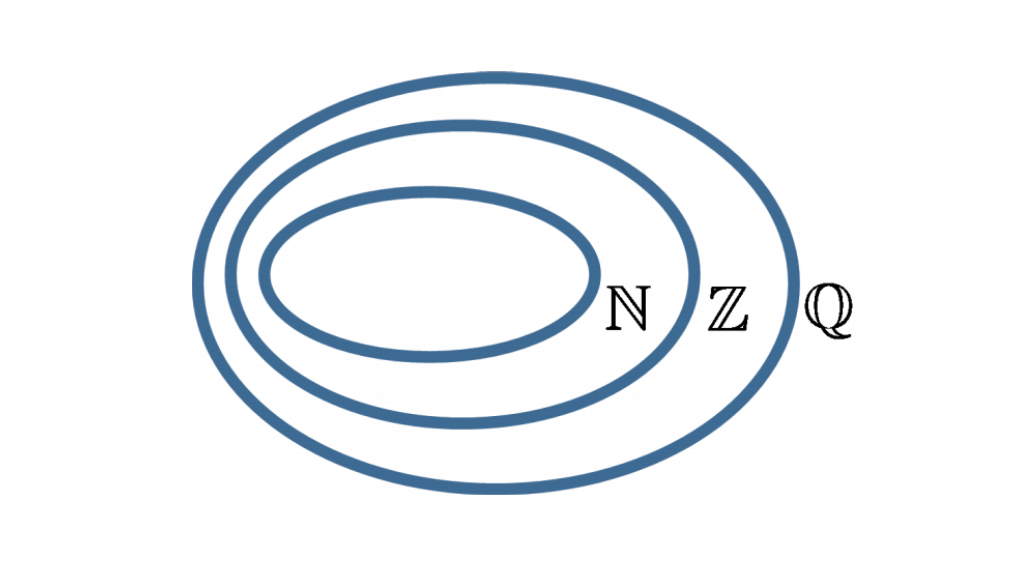 ℕ ℤ ℚ